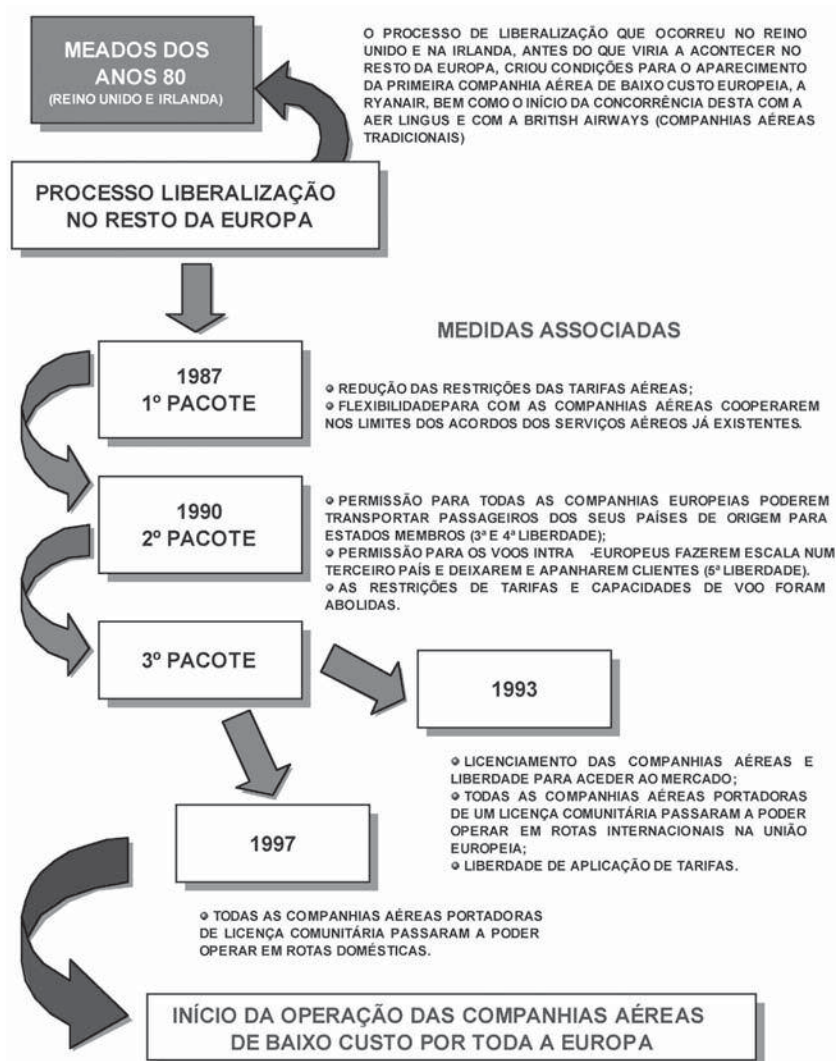 MEADOS DOS
ANOS 80
(REINO UNIDO E IRLANDA)
O PROCESSO DE LIBERALIZAÇÃO QUE OCORREU NO REINO
UNIDO E NA IRLANDA, ANTES DO QUE VIRIA A ACONTECER NO
RESTO DA EUROPA, CRIOU CONDIÇÕES PARA O APARECIMENTO
DA PRIMEIRA COMPANHIA AÉREA DE BAIXO CUSTO EUROPEIA, A
RYANAIR, BEM COMO O INÍCIO DA CONCORRÊNCIA DESTA COM A
AER LINGUS E COM A BRITISH AIRWAYS (COMPANHIAS AÉREAS
TRADICIONAIS)
PROCESSO LIBERALIZAÇÃO
NO RESTO DA EUROPA
MEDIDAS ASSOCIADAS
1987
1º PACOTE
REDUÇÃO DAS RESTRIÇÕES DAS TARIFAS AÉREAS;
FLEXIBILIDADEPARA COM AS COMPANHIAS AÉREAS COOPERAREM
NOS LIMITES DOS ACORDOS DOS SERVIÇOS AÉREOS JÁ EXISTENTES.
1990
2º PACOTE
PERMISSÃO PARA TODAS AS COMPANHIAS EUROPEIAS PODEREM
TRANSPORTAR PASSAGEIROS DOS SEUS PAÍSES DE ORIGEM PARA
ESTADOS MEMBROS (3ª E 4ª LIBERDADE);
PERMISSÃO PARA OS VOOS INTRA -EUROPEUS FAZEREM ESCALA NUM
TERCEIRO PAÍS E DEIXAREM E APANHAREM CLIENTES (5ª LIBERDADE).
AS RESTRIÇÕES DE TARIFAS E CAPACIDADES DE VOO FORAM
ABOLIDAS.
3º PACOTE
1993
LICENCIAMENTO DAS COMPANHIAS AÉREAS E
LIBERDADE PARA ACEDER AO MERCADO;
TODAS AS COMPANHIAS AÉREAS PORTADORAS
DE UM LICENÇA COMUNITÁRIA PASSARAM A PODER
OPERAR EM ROTAS INTERNACIONAIS NA UNIÃO
EUROPEIA;
LIBERDADE DE APLICAÇÃO DE TARIFAS.
1997
TODAS AS COMPANHIAS AÉREAS PORTADORAS
DE LICENÇA COMUNITÁRIA PASSARAM A PODER
OPERAR EM ROTAS DOMÉSTICAS.
INÍCIO DA OPERAÇÃO DAS COMPANHIAS AÉREAS
DE BAIXO CUSTO POR TODA A EUROPA